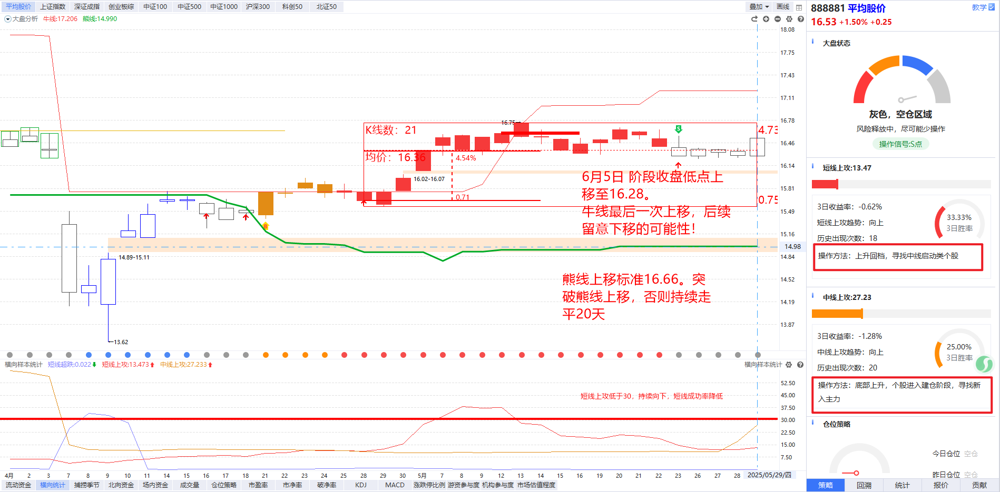 平均股价 上证指数 深证成指 创业板综 中证100 中证500 中证1000 沪深300 科创50 北证50 叠加 画线
大盘分析 牛线:17.206 熊线:14.990
18.08
17.75
17.43
17.11
16.78
16.46
16.14
15.81
15.49
15.16
14.98
14.84
14.52
14.19
13.87
K线数：21
均价：16.36
16.75
4.73
4.54%
16.02-16.07
0.71
0.75
S
B
6月5日 阶段收盘低点上
移至16.28。
牛线最后一次上移，后续
留意下移的可能性！
14.89-15.11
熊线上移标准16.66。突
破熊线上移，否则持续走
平20天
13.62
横向样本统计 短线超跌:0.022 短线上攻:13.473 中线上攻:27.233 横向样本统计
52.50
45.00
37.50
30.00
22.50
15.00
7.50
短线上攻低于30，持续向下，短线成功率降低
4月 2 3 7 8 9 10 11 14 15 16 17 18 21 22 23 24 25 28 29 30 5月 7 8 9 12 13 14 15 16 19 20 21 22 23 26 27 28 2025/05/29/四
流动资金 横向统计 捕捞季节 北向资金 场内资金 成交量 仓位策略 市盈率 市净率 破净率 KDJ MACD 涨跌停比例 游资参与度 机构参与度 市场估值程度
888881 平均股价 教学
16.53 +1.50% +0.25
大盘状态
灰色，空仓区域
风险释放中，尽可能少操作
操作信号:S点
短线上攻:13.47
3日收益率：-0.62%
短线上攻趋势：向上
历史出现次数：18
33.33%
3日胜率
操作方法：上升回档，寻找中线启动类个股
中线上攻:27.23
3日收益率：-1.28%
中线上攻趋势：向上
历史出现次数：20
25.00%
3日胜率
操作方法：底部上升，个股进入建仓阶段，寻找新
入主力
仓位策略
今日仓位 空仓
昨日仓位 空仓
策略 回溯 统计 报价 贡献